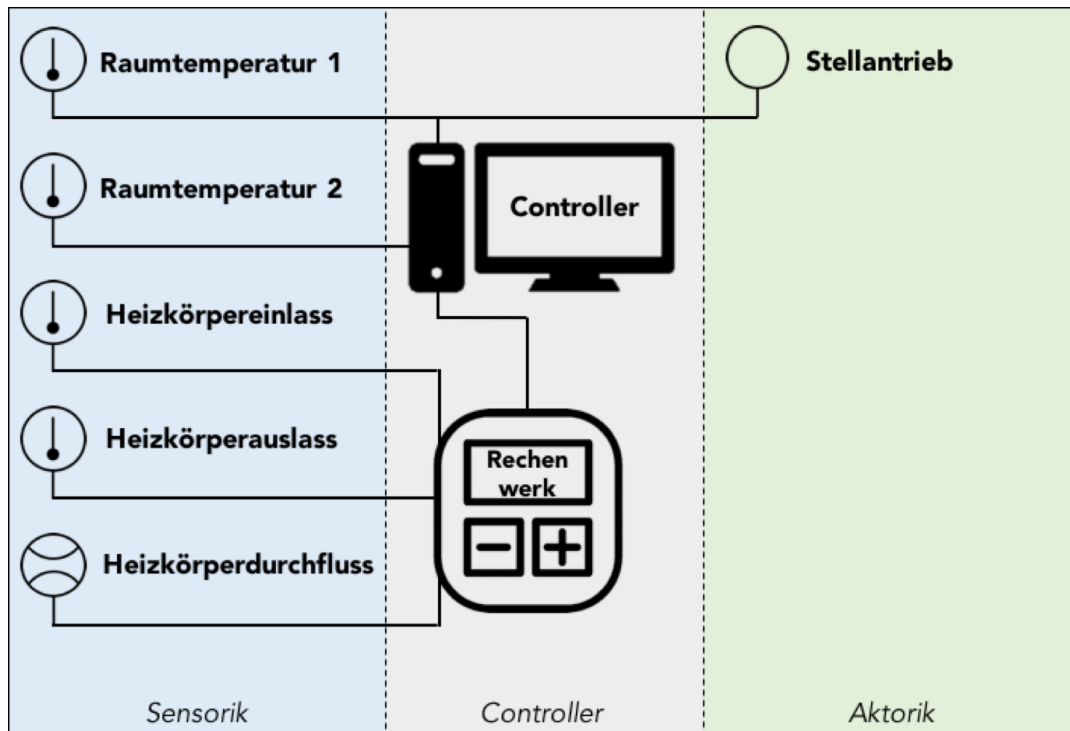 Raumtemperatur 1
Stellantrieb
Raumtemperatur 2
Controller
Heizkörpereinlass
Heizkörperauslass
Rechen
werk
Heizkörperdurchfluss
Sensorik
Controller
Aktorik